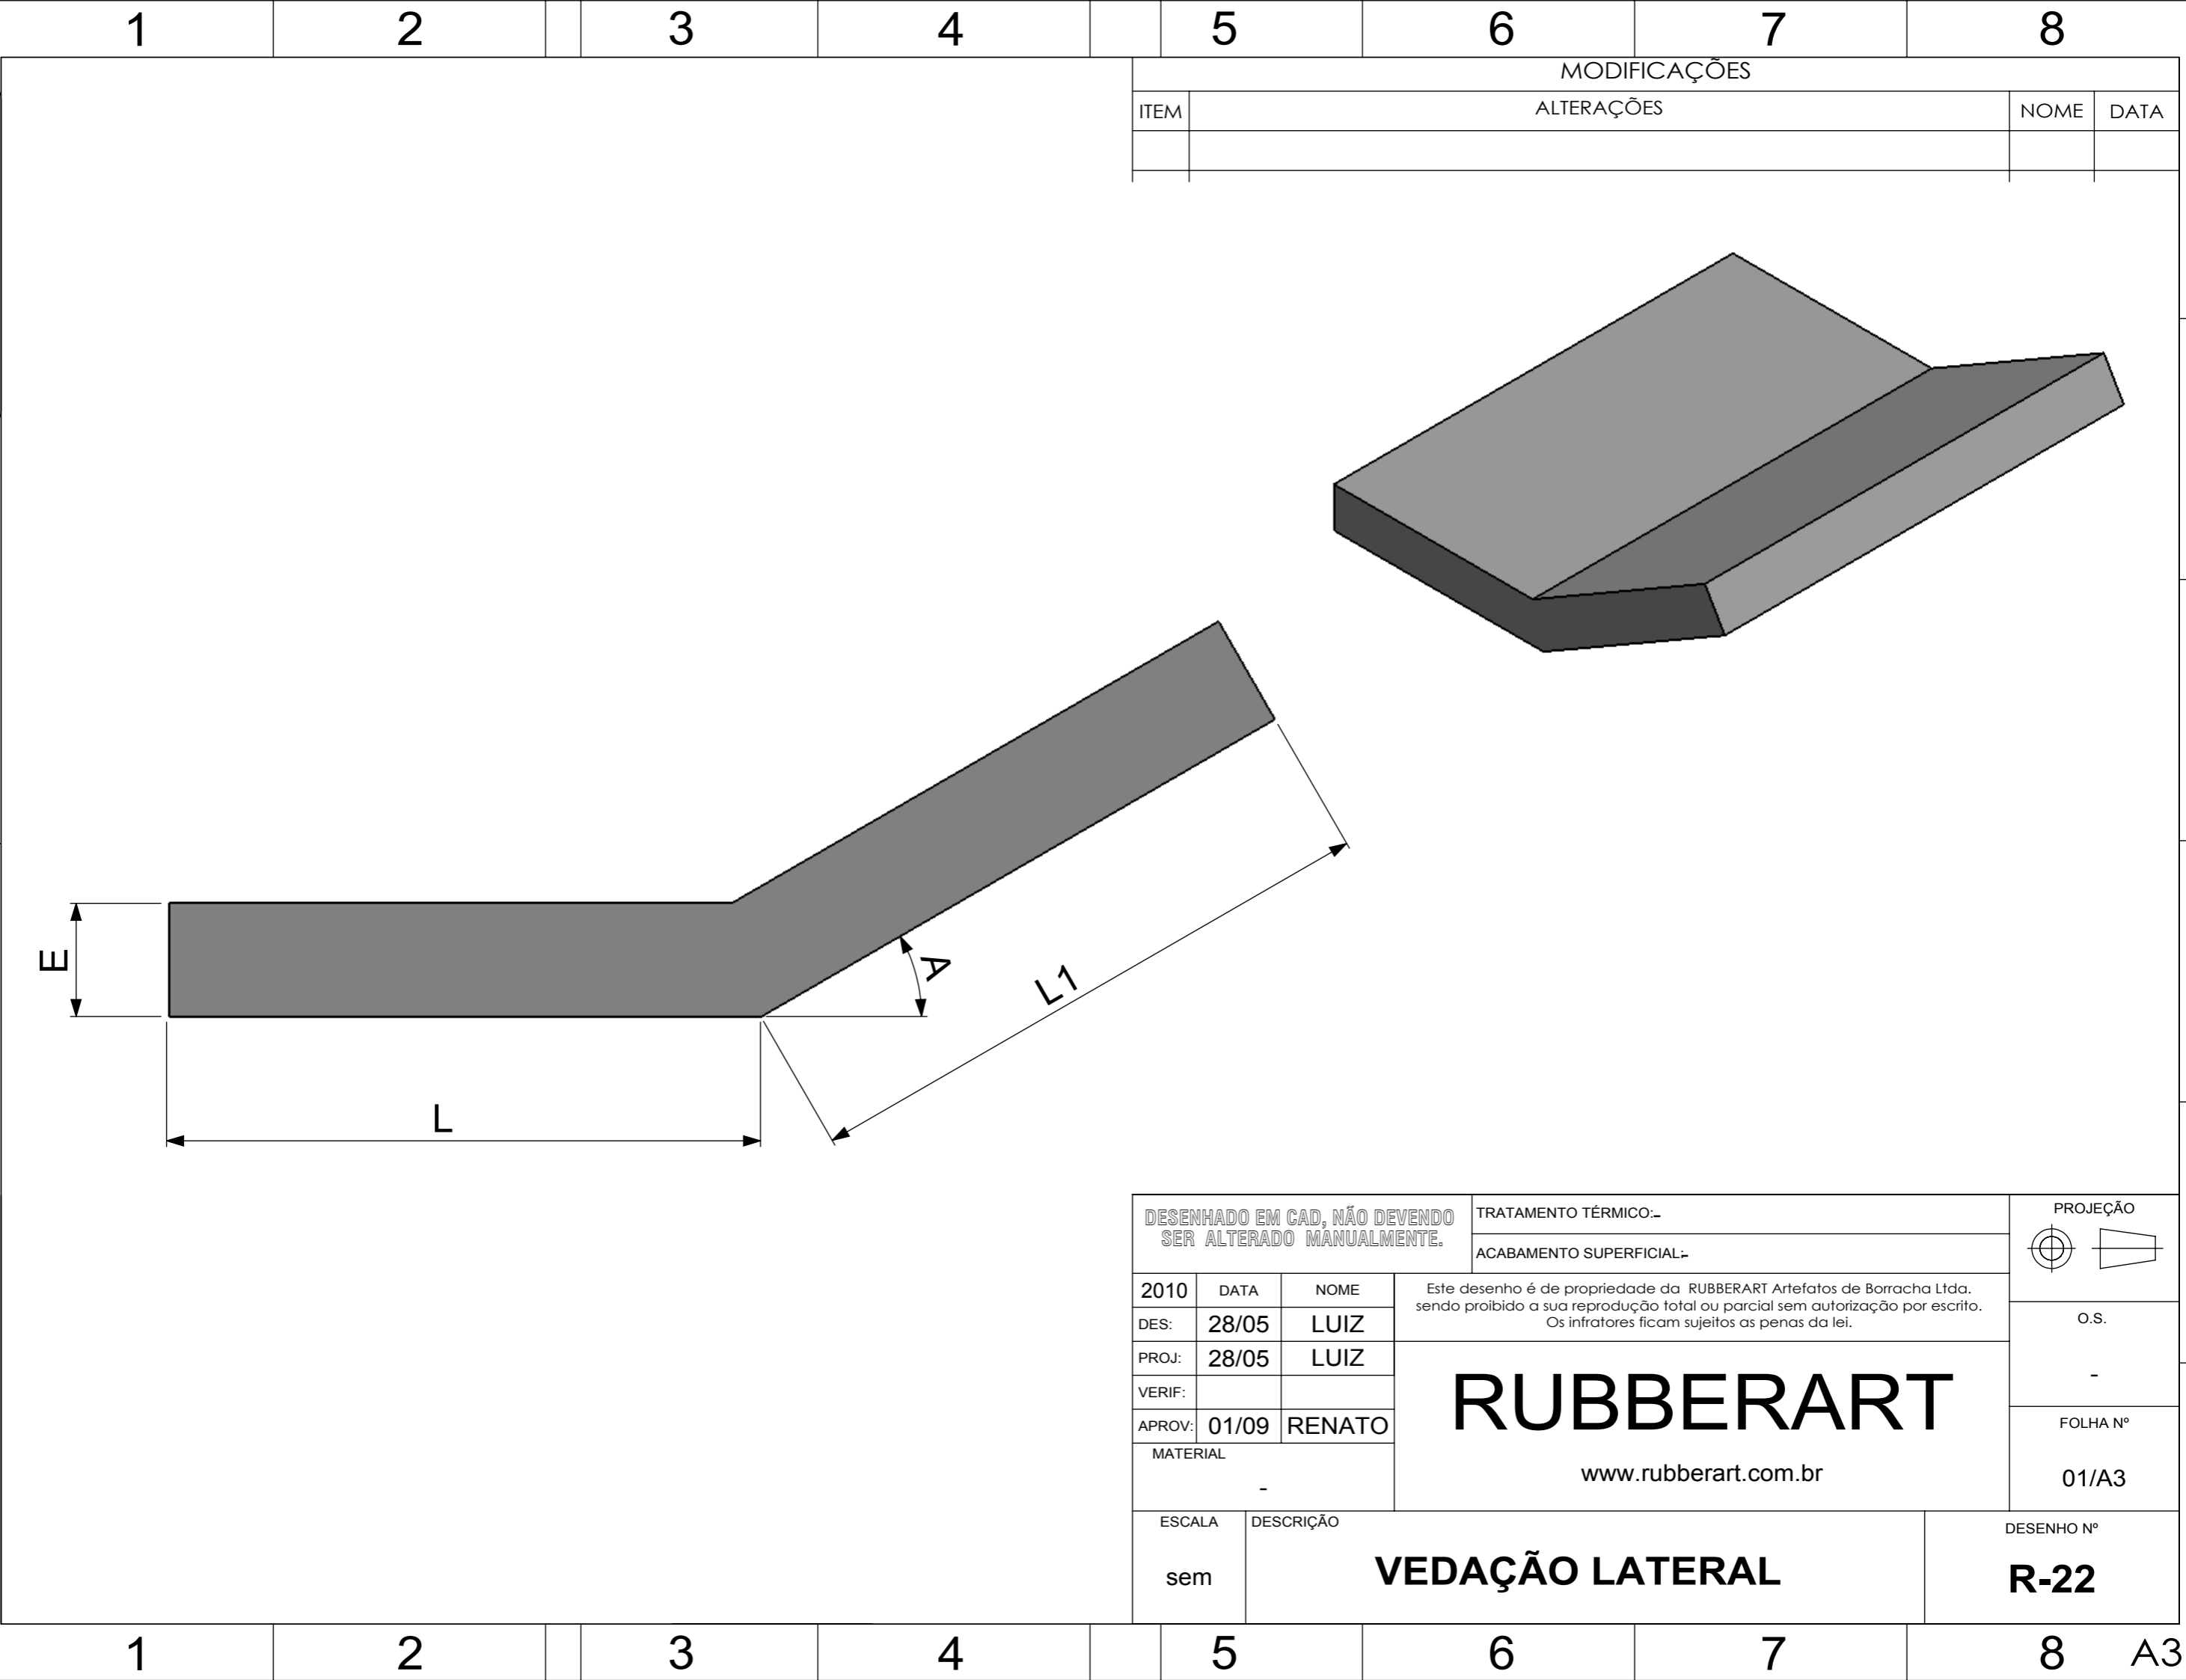 1 2 3 4 5 6 7 8
MODIFICAÇÕES
ITEM ALTERAÇÕES NOME DATA
E
A
L1
L
DESENHADO EM CAD, NÃO DEVENDO
SER ALTERADO MANUALMENTE.
TRATAMENTO TÉRMICO:-
ACABAMENTO SUPERFICIAL:-
PROJEÇÃO
2010 DATA NOME
DES: 28/05 LUIZ
PROJ: 28/05 LUIZ
VERIF:
APROV: 01/09 RENATO
MATERIAL
-
Este desenho é de propriedade da RUBBERART Artefatos de Borracha Ltda.
sendo proibido a sua reprodução total ou parcial sem autorização por escrito.
Os infratores ficam sujeitos as penas da lei.
RUBBERART
www.rubberart.com.br
O.S.
-
FOLHA Nº
01/A3
ESCALA
sem
DESCRIÇÃO
VEDAÇÃO LATERAL
DESENHO Nº
R-22
1 2 3 4 5 6 7 8 A3